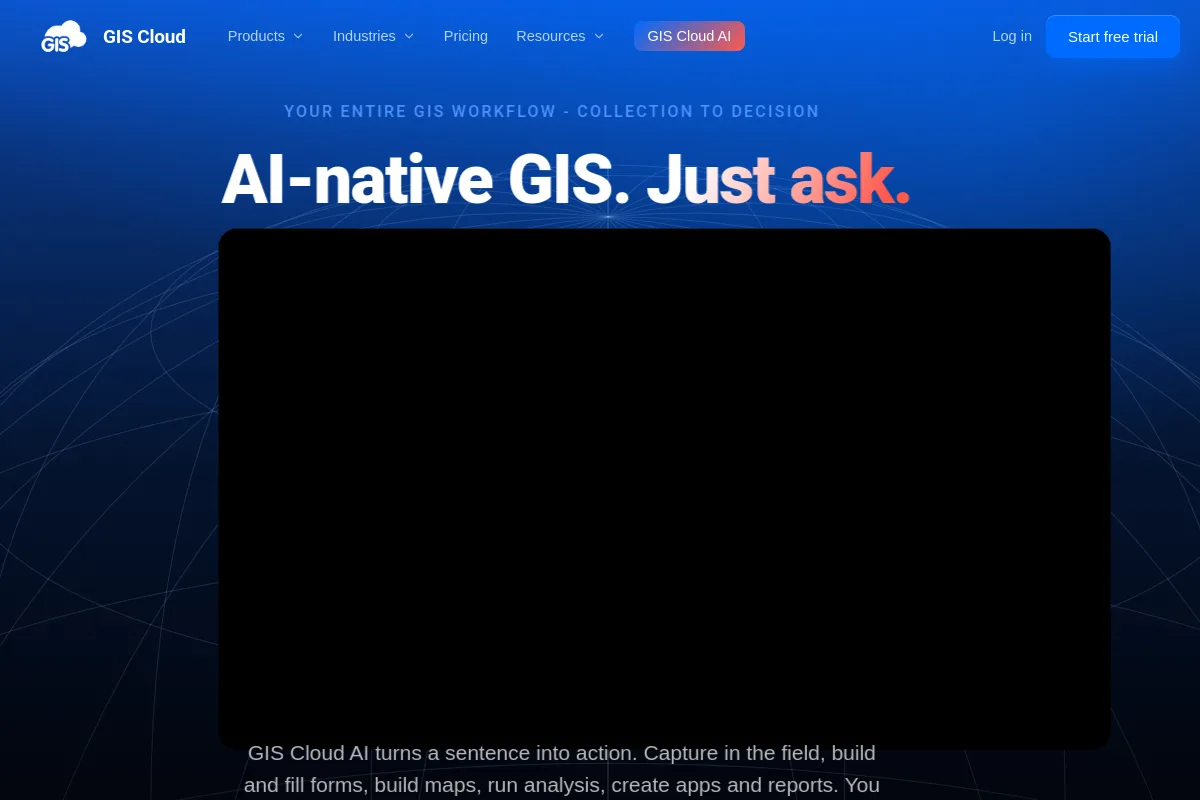 GIS
GIS Cloud
Products
Industries
Pricing
Resources
GIS Cloud AI
Log in
Start free trial
YOUR ENTIRE GIS WORKFLOW - COLLECTION TO DECISION
AI-native GIS. Just ask.
GIS Cloud AI turns a sentence into action. Capture in the field, build
and fill forms, build maps, run analysis, create apps and reports. You